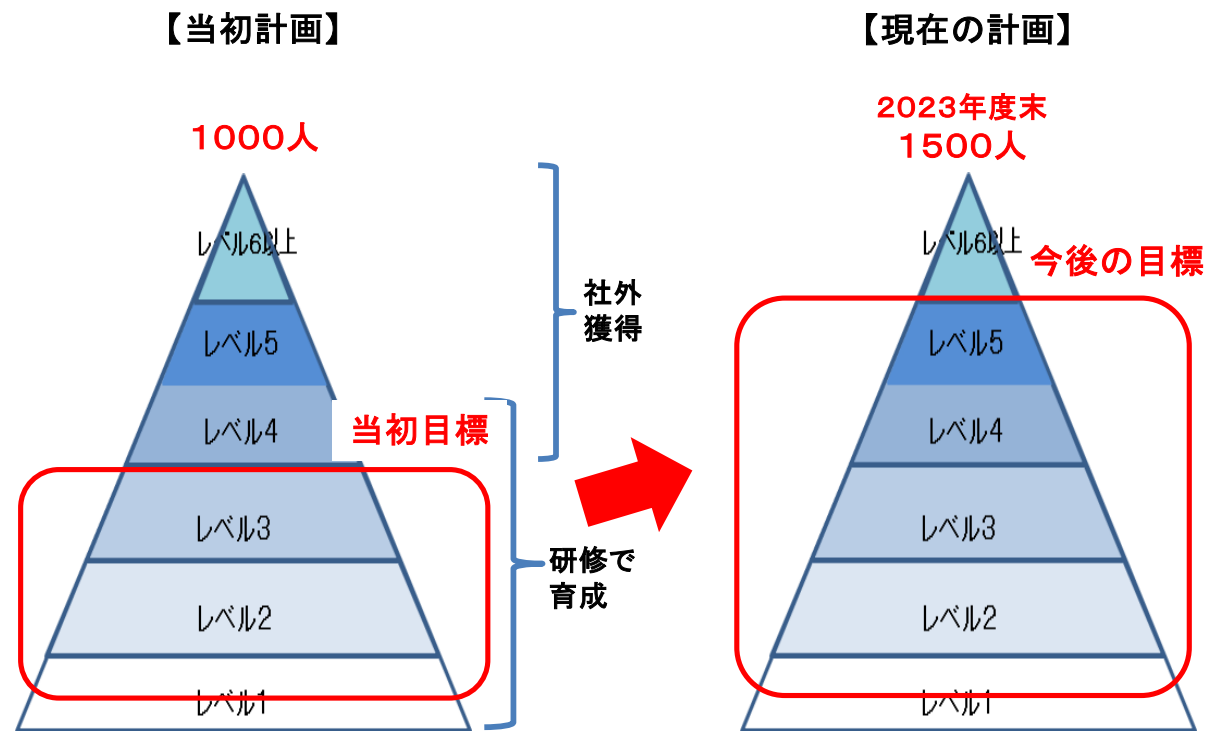 【当初計画】
1000人
レベル6以上
レベル5
レベル4
レベル3
レベル2
レベル1
当初目標
社外
獲得
研修で
育成
【現在の計画】
2023年度末
1500人
レベル6以上
今後の目標
レベル5
レベル4
レベル3
レベル2
レベル1